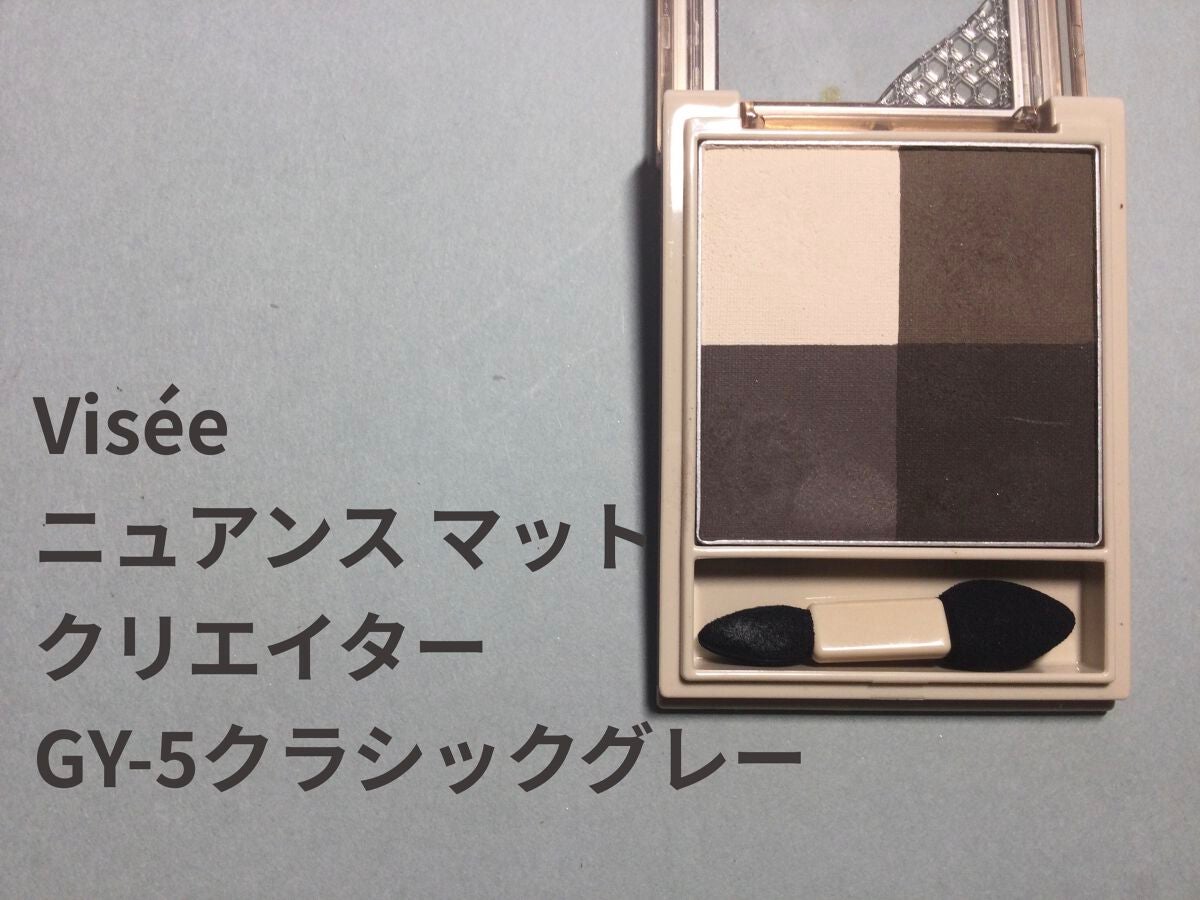 Visée
ニュアンス マット
クリエイター
GY-5クラシックグレー